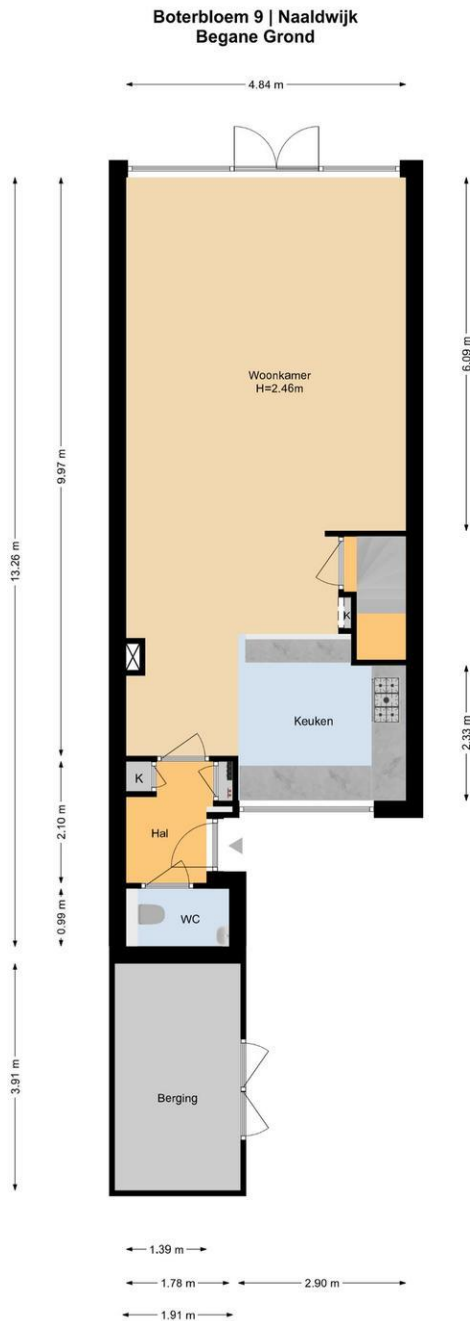 Boterbloem 9 | Naaldwijk
Begane Grond
4.84 m
Woonkamer
H=2.46m
6.09 m
9.97 m
13.26 m
K
Keuken
2.33 m
K
2.10 m
Hal
0.99 m
WC
3.91 m
Berging
1.39 m
1.78 m
2.90 m
1.91 m